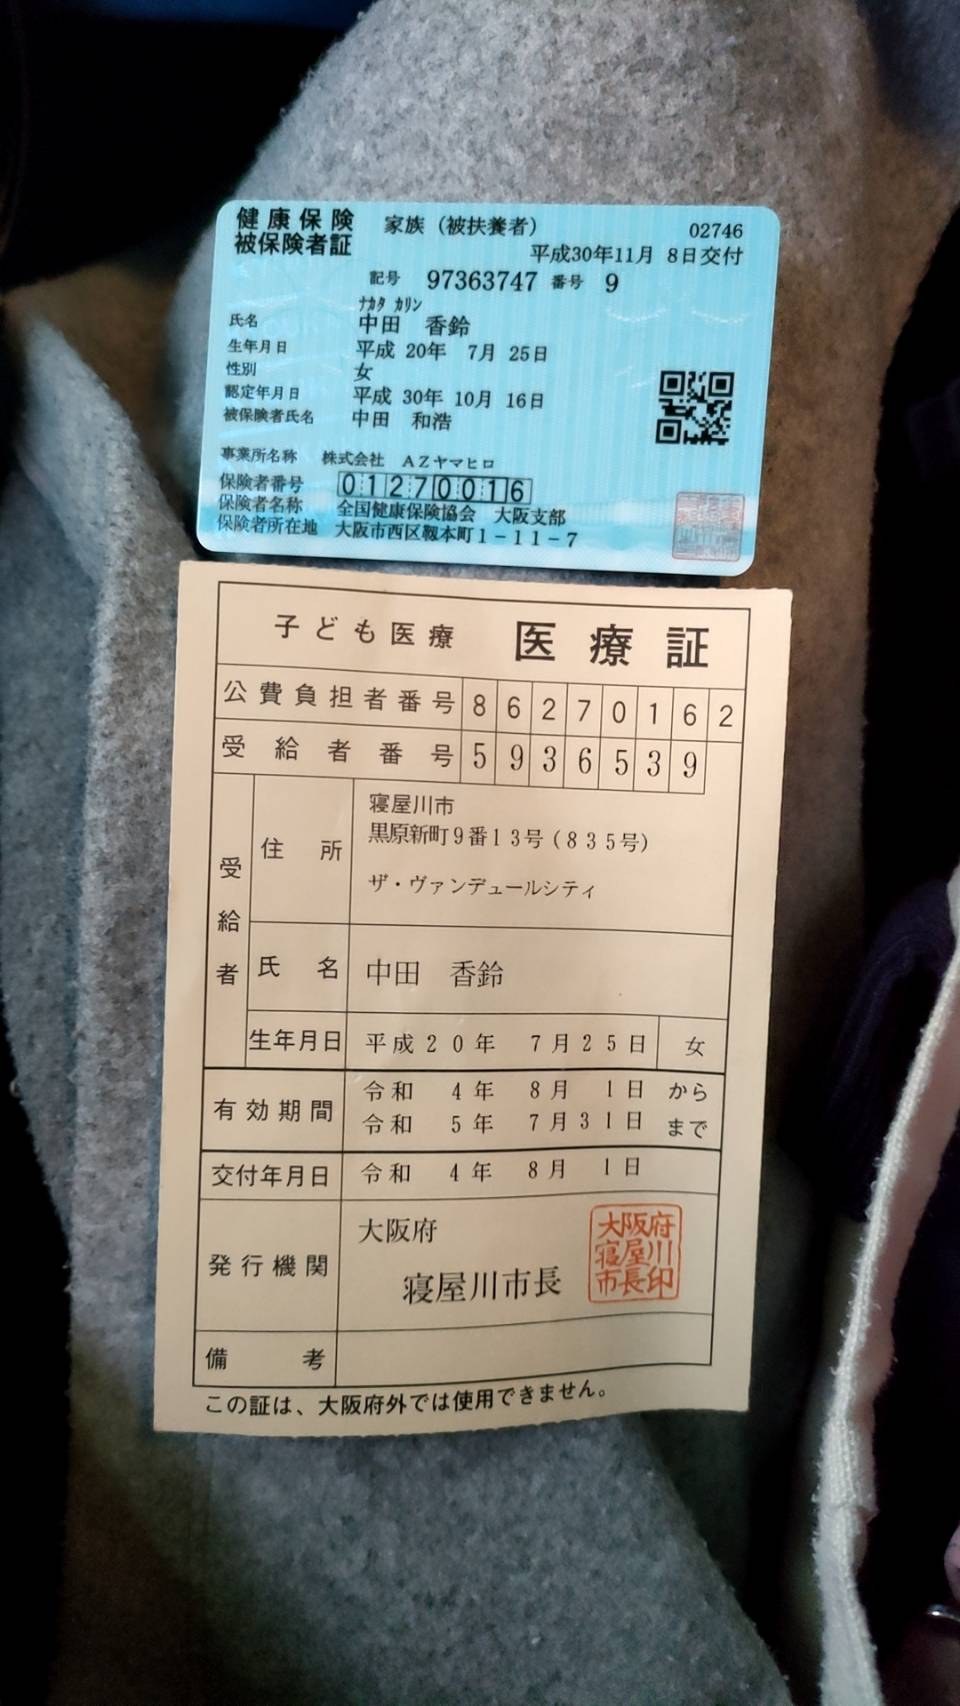 健康保険 家族（被扶養者） 02746
被保険者証 平成30年11月 8日交付
記号 97363747 番号 9
ﾅｶﾀ ｶﾘﾝ
氏名 中田 香鈴
生年月日 平成 20年 7月 25日
性別 女
認定年月日 平成 30年 10月 16日
被保険者氏名 中田 和浩
事業所名称 株式会社 ＡＺヤマヒロ
保険者番号 01270016
保険者名称 全国健康保険協会 大阪支部
保険者所在地 大阪市西区靱本町1－11－7
子ども医療 医療証
公費負担者番号 86270162
受給者番号 5936539
受給者
住所
寝屋川市
黒原新町９番１３号（８３５号）
ザ・ヴァンデュールシティ
氏名 中田 香鈴
生年月日 平成２０年 ７月２５日 女
有効期間
令和 ４年 ８月 １日 から
令和 ５年 ７月３１日 まで
交付年月日 令和 ４年 ８月 １日
発行機関
大阪府
寝屋川市長
大阪府
寝屋川
市長印
備考
この証は、大阪府外では使用できません。